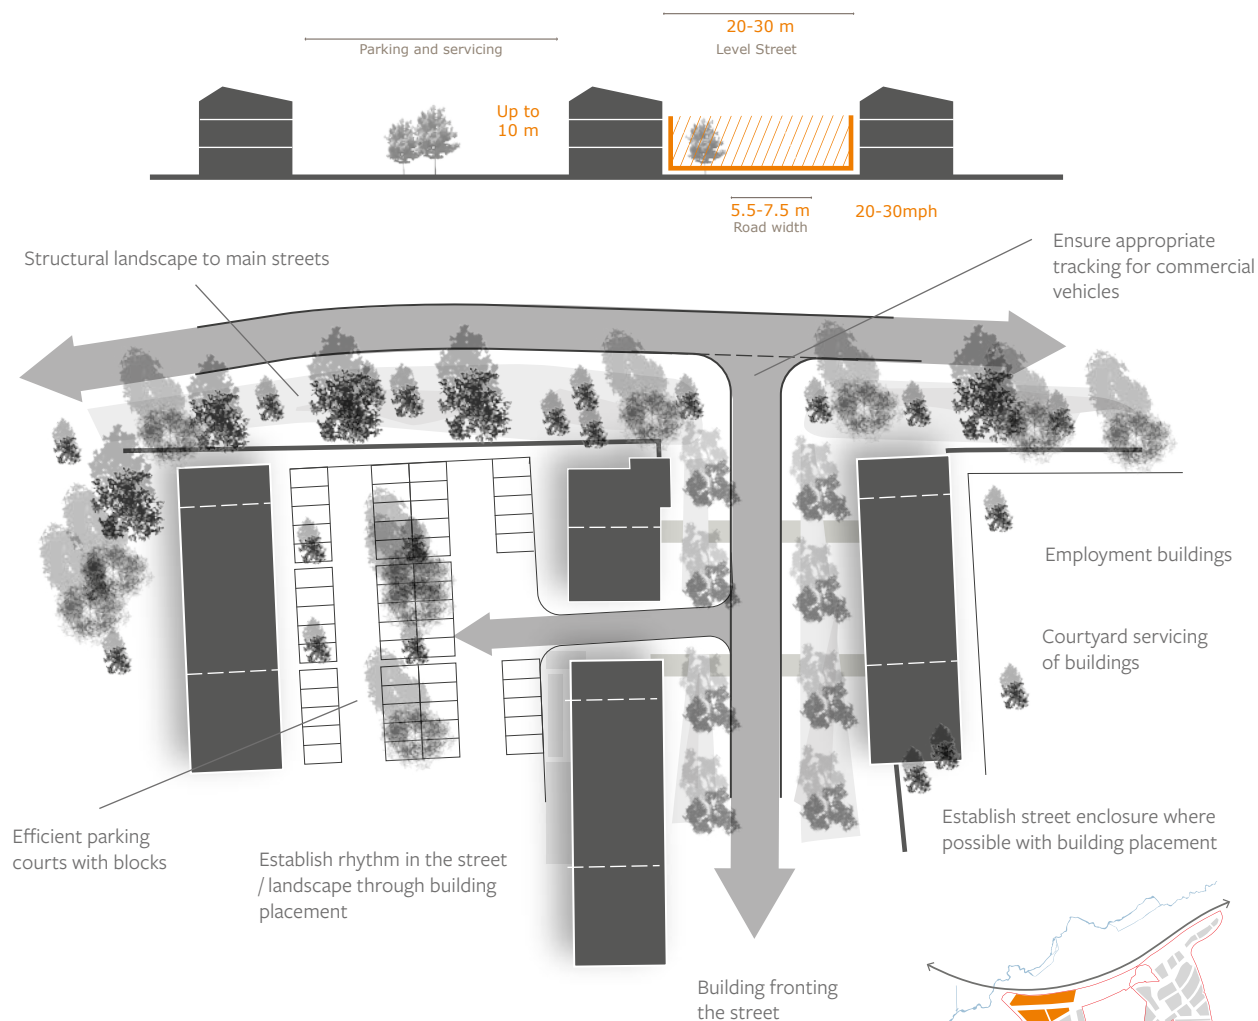 20-30 m
Level Street
Parking and servicing
Up to
10 m
5.5-7.5 m
Road width
20-30mph
Structural landscape to main streets
Ensure appropriate
tracking for commercial
vehicles
Employment buildings
Courtyard servicing
of buildings
Efficient parking
courts with blocks
Establish rhythm in the street
/ landscape through building
placement
Establish street enclosure where
possible with building placement
Building fronting
the street